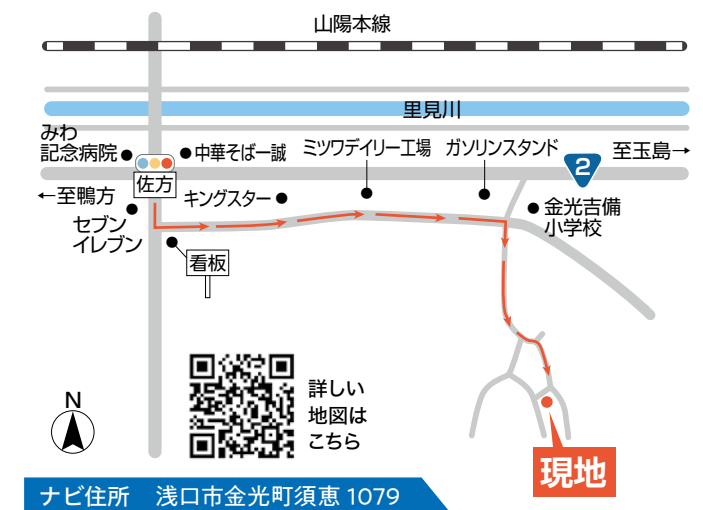 山陽本線
里見川
みわ
記念病院
中華そば一誠
ミツワデイリー工場
ガソリンスタンド
2
至玉島→
佐方
←至鴨方
セブン
イレブン
キングスター
金光吉備
小学校
看板
N
詳しい
地図は
こちら
現地
ナビ住所 浅口市金光町須恵 1079